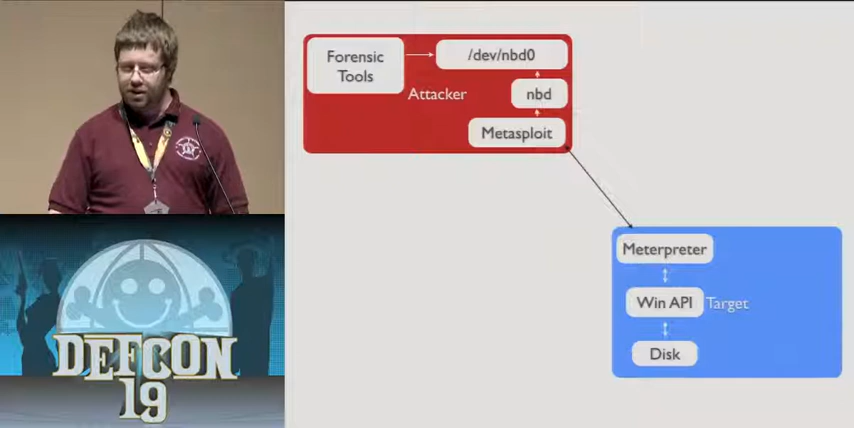 Forensic
Tools
/dev/nbd0
Attacker
nbd
Metasploit
Meterpreter
Win API
Target
Disk
DEFCON
19